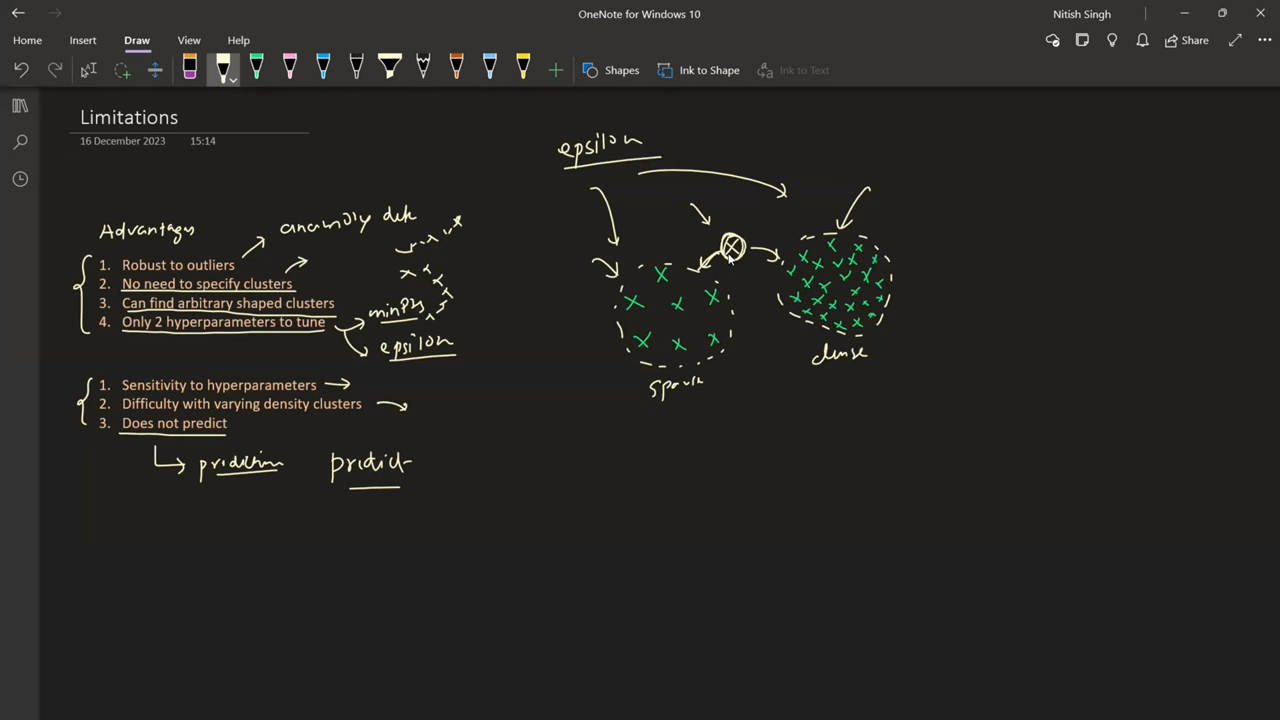 OneNote for Windows 10
Nitish Singh
Home Insert Draw View Help
Share
Shapes
Ink to Shape
Ink to Text
Limitations
16 December 2023 15:14
epsilon
Advantages
1. Robust to outliers
2. No need to specify clusters
3. Can find arbitrary shaped clusters
4. Only 2 hyperparameters to tune
minPts
epsilon
dense
1. Sensitivity to hyperparameters
2. Difficulty with varying density clusters
3. Does not predict
prediction predict